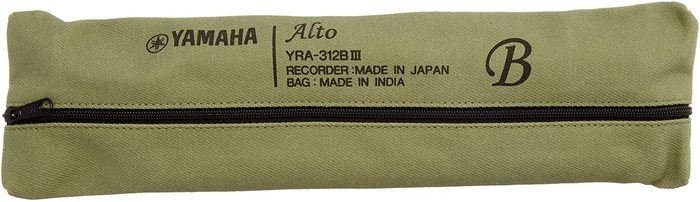 YAMAHA
Alto
YRA-312BⅢ
RECORDER:MADE IN JAPAN
BAG: MADE IN INDIA
B